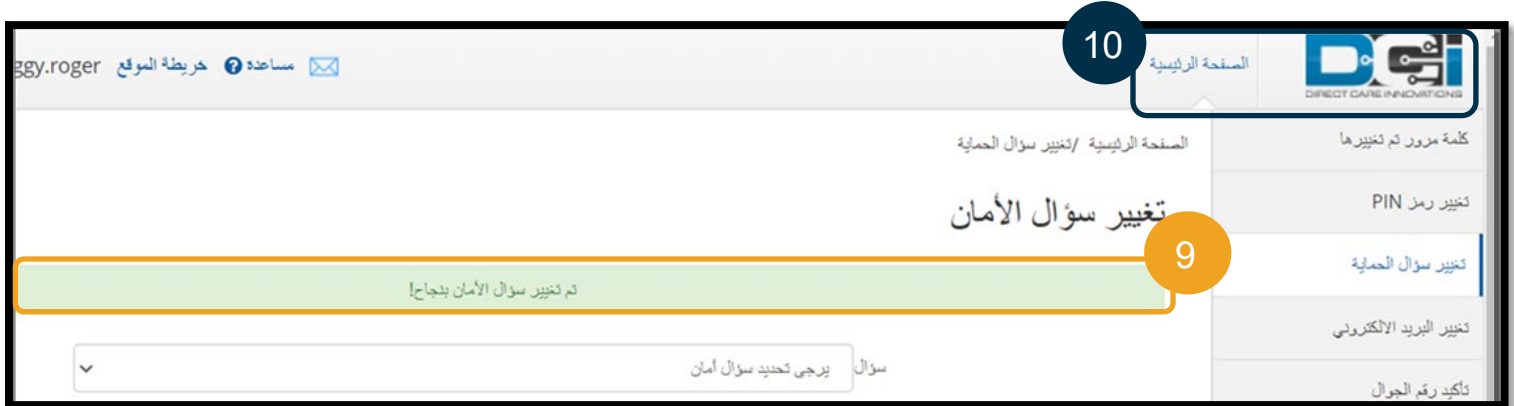 10
DCi
DIRECT CARE INNOVATIONS
الصفحة الرئيسية
مساعدة ? خريطة الموقع ggy.roger
كلمة مرور تم تغييرها
تغيير رمز PIN
تغيير سؤال الحماية
تغيير البريد الالكتروني
تأكيد رقم الجوال
الصفحة الرئيسية /تغيير سؤال الحماية
تغيير سؤال الأمان
9
تم تغيير سؤال الأمان بنجاح!
سؤال يرجى تحديد سؤال أمان